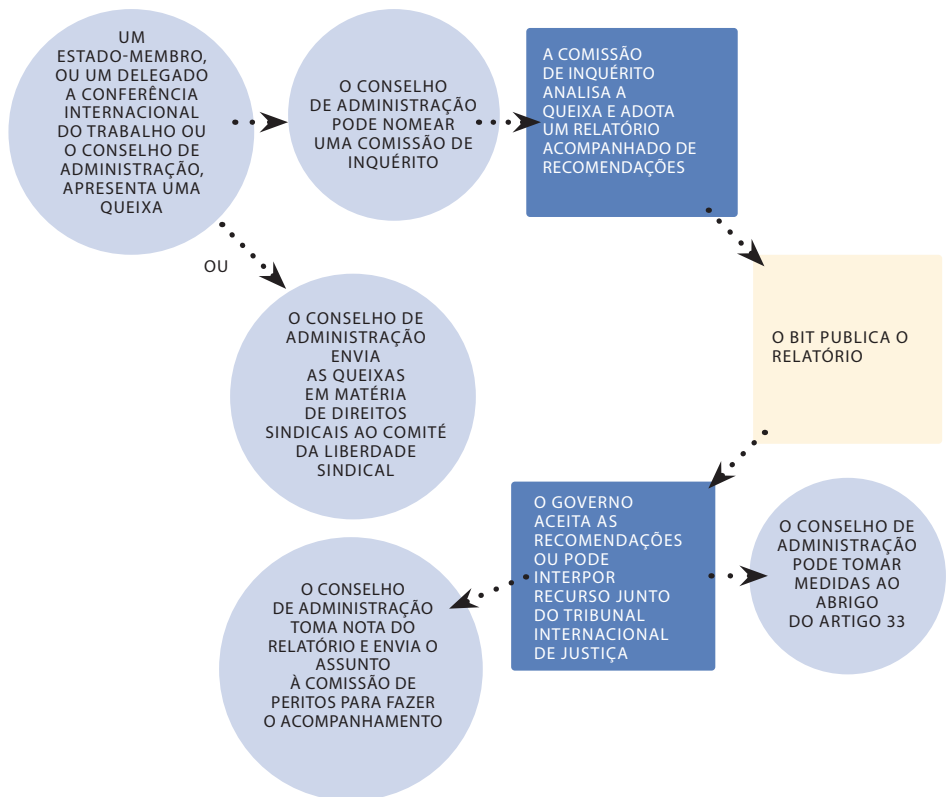 UM
ESTADO-MEMBRO,
OU UM DELEGADO
A CONFERÊNCIA
INTERNACIONAL
DO TRABALHO OU
O CONSELHO DE
ADMINISTRAÇÃO,
APRESENTA UMA
QUEIXA
O CONSELHO
DE ADMINISTRAÇÃO
PODE NOMEAR
UMA COMISSÃO DE
INQUÉRITO
A COMISSÃO
DE INQUÉRITO
ANALISA A
QUEIXA E ADOTA
UM RELATÓRIO
ACOMPANHADO DE
RECOMENDAÇÕES
OU
O CONSELHO DE
ADMINISTRAÇÃO
ENVIA
AS QUEIXAS
EM MATÉRIA
DE DIREITOS
SINDICAIS AO COMITÉ
DA LIBERDADE
SINDICAL
O BIT PUBLICA O
RELATÓRIO
O GOVERNO
ACEITA AS
RECOMENDAÇÕES
OU PODE
INTERPOR
RECURSO JUNTO
DO TRIBUNAL
INTERNACIONAL
DE JUSTIÇA
O CONSELHO DE
ADMINISTRAÇÃO
PODE TOMAR
MEDIDAS AO
ABRIGO
DO ARTIGO 33
O CONSELHO
DE ADMINISTRAÇÃO
TOMA NOTA DO
RELATÓRIO E ENVIA O
ASSUNTO
À COMISSÃO DE
PERITOS PARA FAZER
O ACOMPANHAMENTO